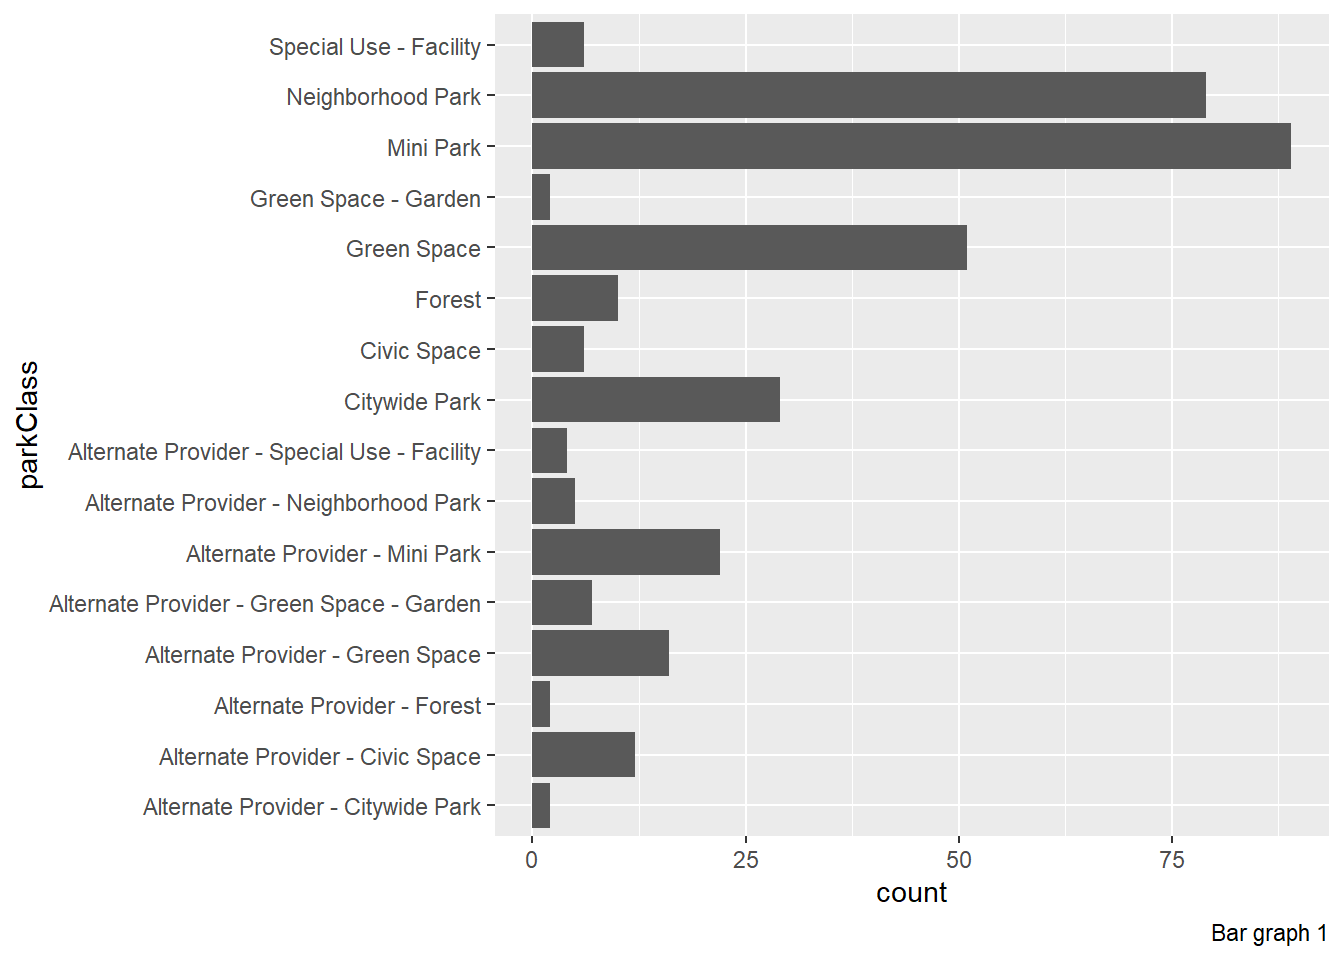 Special Use - Facility
Neighborhood Park
Mini Park
Green Space - Garden
Green Space
Forest
Civic Space
Citywide Park
Alternate Provider - Special Use - Facility
Alternate Provider - Neighborhood Park
Alternate Provider - Mini Park
Alternate Provider - Green Space - Garden
Alternate Provider - Green Space
Alternate Provider - Forest
Alternate Provider - Civic Space
Alternate Provider - Citywide Park
parkClass
0 25 50 75
count
Bar graph 1